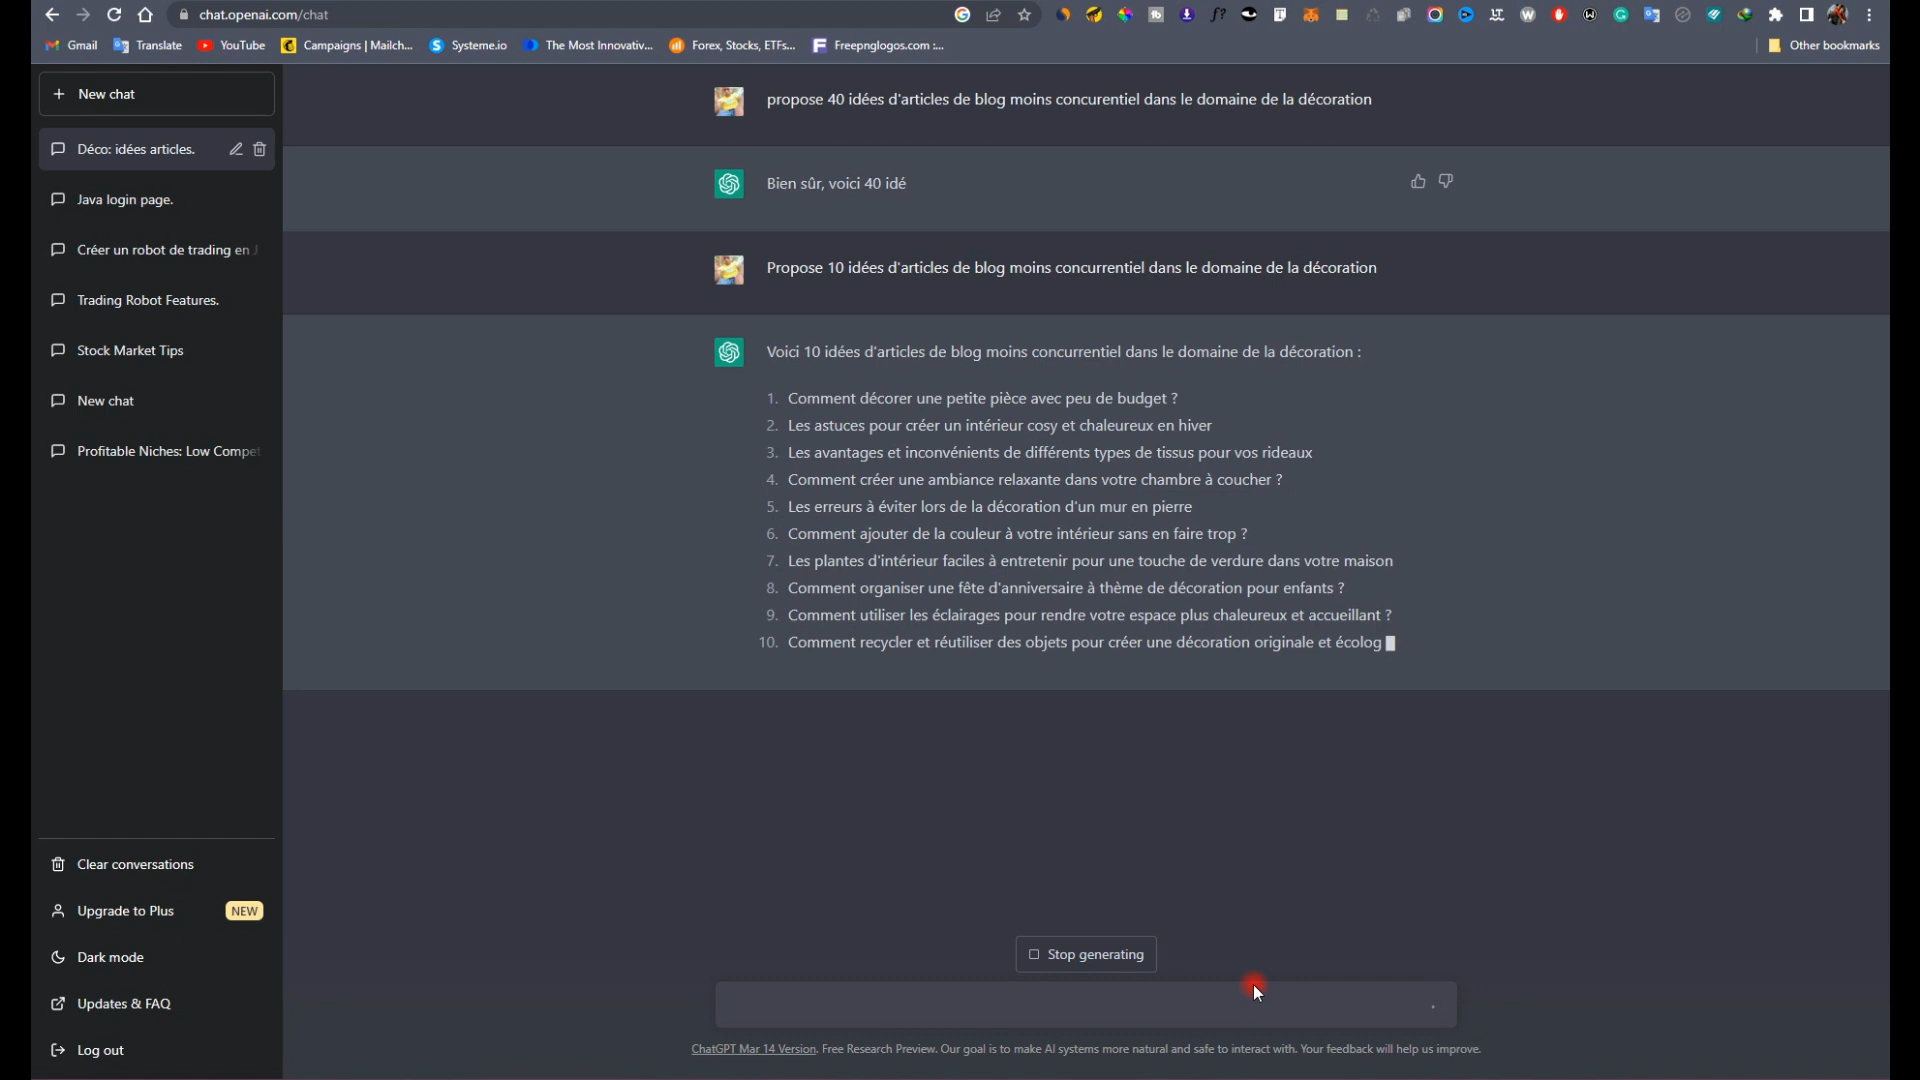 chat.openai.com/chat
Gmail
Translate
YouTube
Campaigns | Mailch...
Systeme.io
The Most Innovativ...
Forex, Stocks, ETFs...
Freepnglogos.com :...
Other bookmarks
New chat
Déco: idées articles.
Java login page.
Créer un robot de trading en J
Trading Robot Features.
Stock Market Tips
New chat
Profitable Niches: Low Compet
Clear conversations
Upgrade to Plus
NEW
Dark mode
Updates & FAQ
Log out
propose 40 idées d'articles de blog moins concurentiel dans le domaine de la décoration
Bien sûr, voici 40 idé
Propose 10 idées d'articles de blog moins concurrentiel dans le domaine de la décoration
Voici 10 idées d'articles de blog moins concurrentiel dans le domaine de la décoration :
1. Comment décorer une petite pièce avec peu de budget ?
2. Les astuces pour créer un intérieur cosy et chaleureux en hiver
3. Les avantages et inconvénients de différents types de tissus pour vos rideaux
4. Comment créer une ambiance relaxante dans votre chambre à coucher ?
5. Les erreurs à éviter lors de la décoration d'un mur en pierre
6. Comment ajouter de la couleur à votre intérieur sans en faire trop ?
7. Les plantes d'intérieur faciles à entretenir pour une touche de verdure dans votre maison
8. Comment organiser une fête d'anniversaire à thème de décoration pour enfants ?
9. Comment utiliser les éclairages pour rendre votre espace plus chaleureux et accueillant ?
10. Comment recycler et réutiliser des objets pour créer une décoration originale et écolog
Stop generating
ChatGPT Mar 14 Version. Free Research Preview. Our goal is to make AI systems more natural and safe to interact with. Your feedback will help us improve.